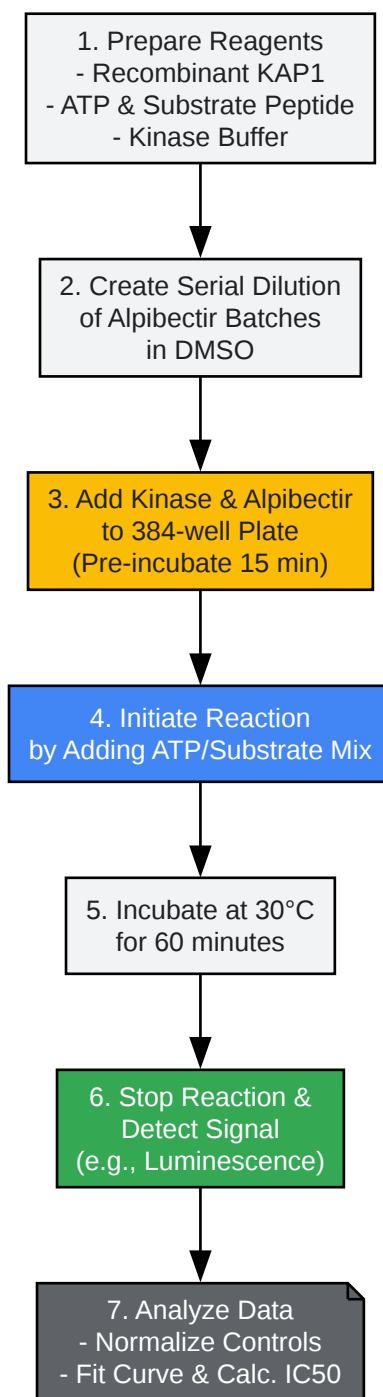 1. Prepare Reagents
- Recombinant KAP1
- ATP & Substrate Peptide
- Kinase Buffer
2. Create Serial Dilution
of Alpibectir Batches
in DMSO
3. Add Kinase & Alpibectir
to 384-well Plate
(Pre-incubate 15 min)
4. Initiate Reaction
by Adding ATP/Substrate Mix
5. Incubate at 30°C
for 60 minutes
6. Stop Reaction &
Detect Signal
(e.g., Luminescence)
7. Analyze Data
- Normalize Controls
- Fit Curve & Calc. IC50